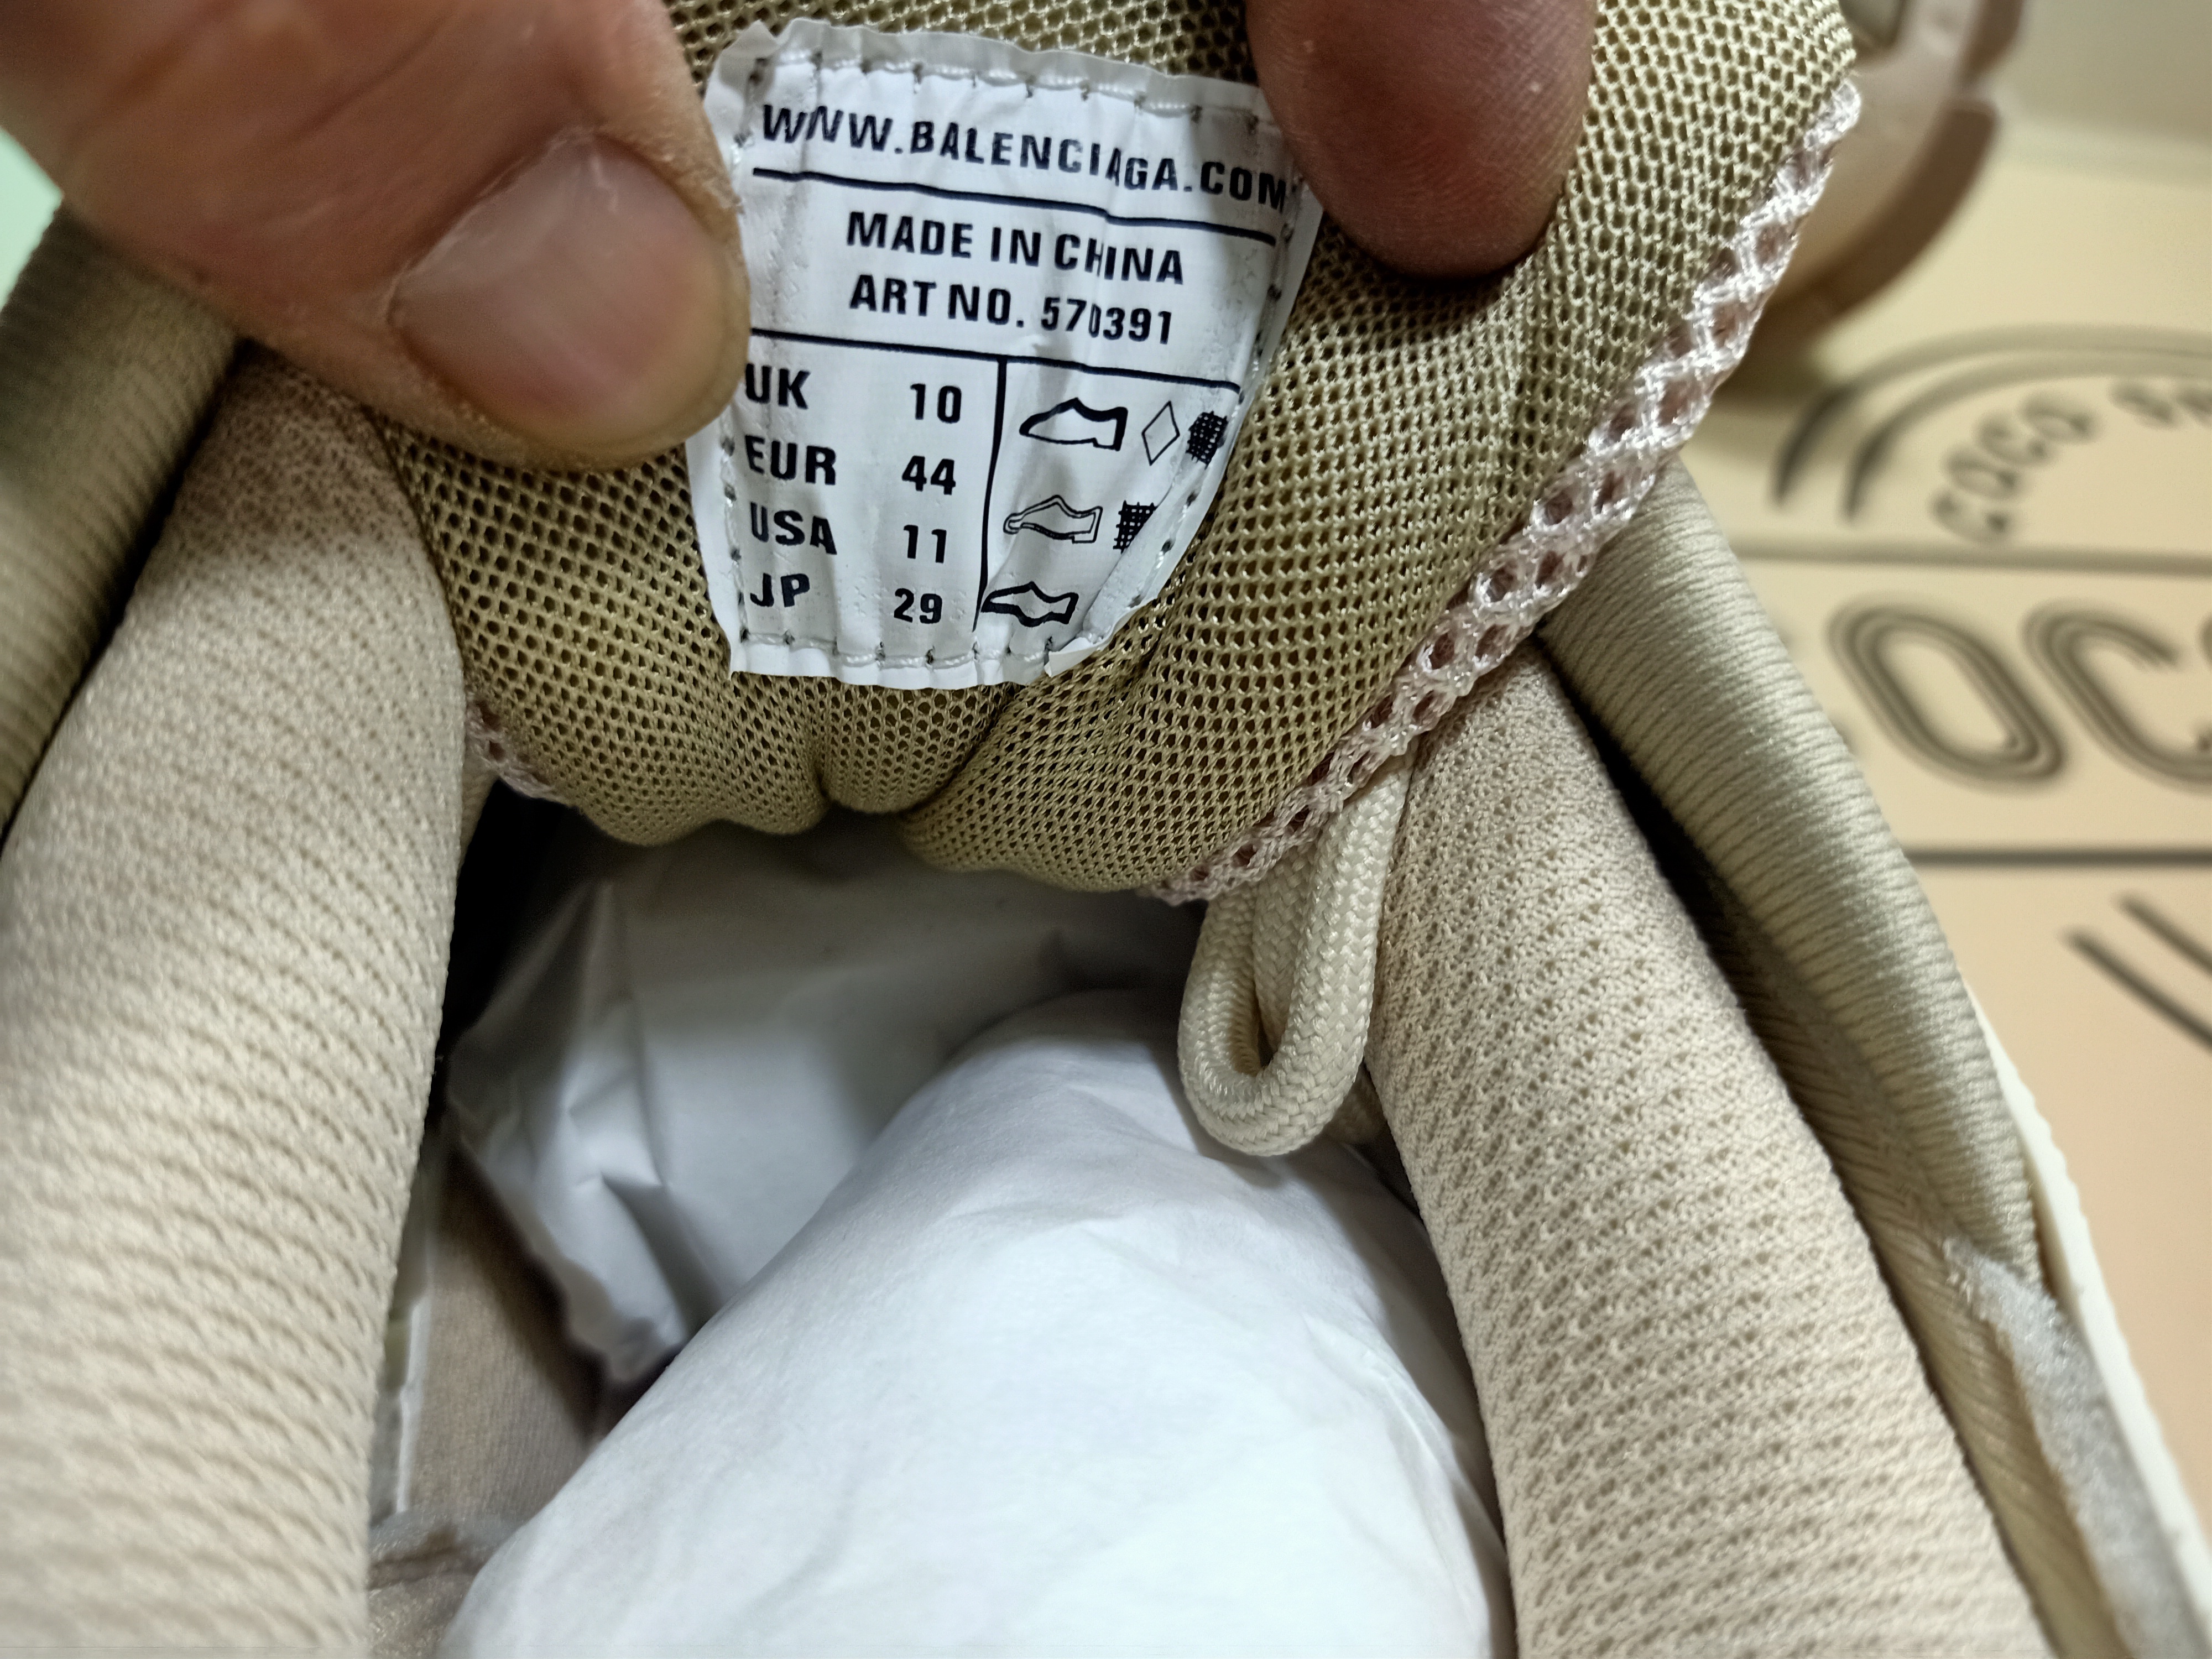 WWW.BALENCIAGA.COM
MADE IN CHINA
ART NO. 570391
UK 10
EUR 44
USA 11
JP 29